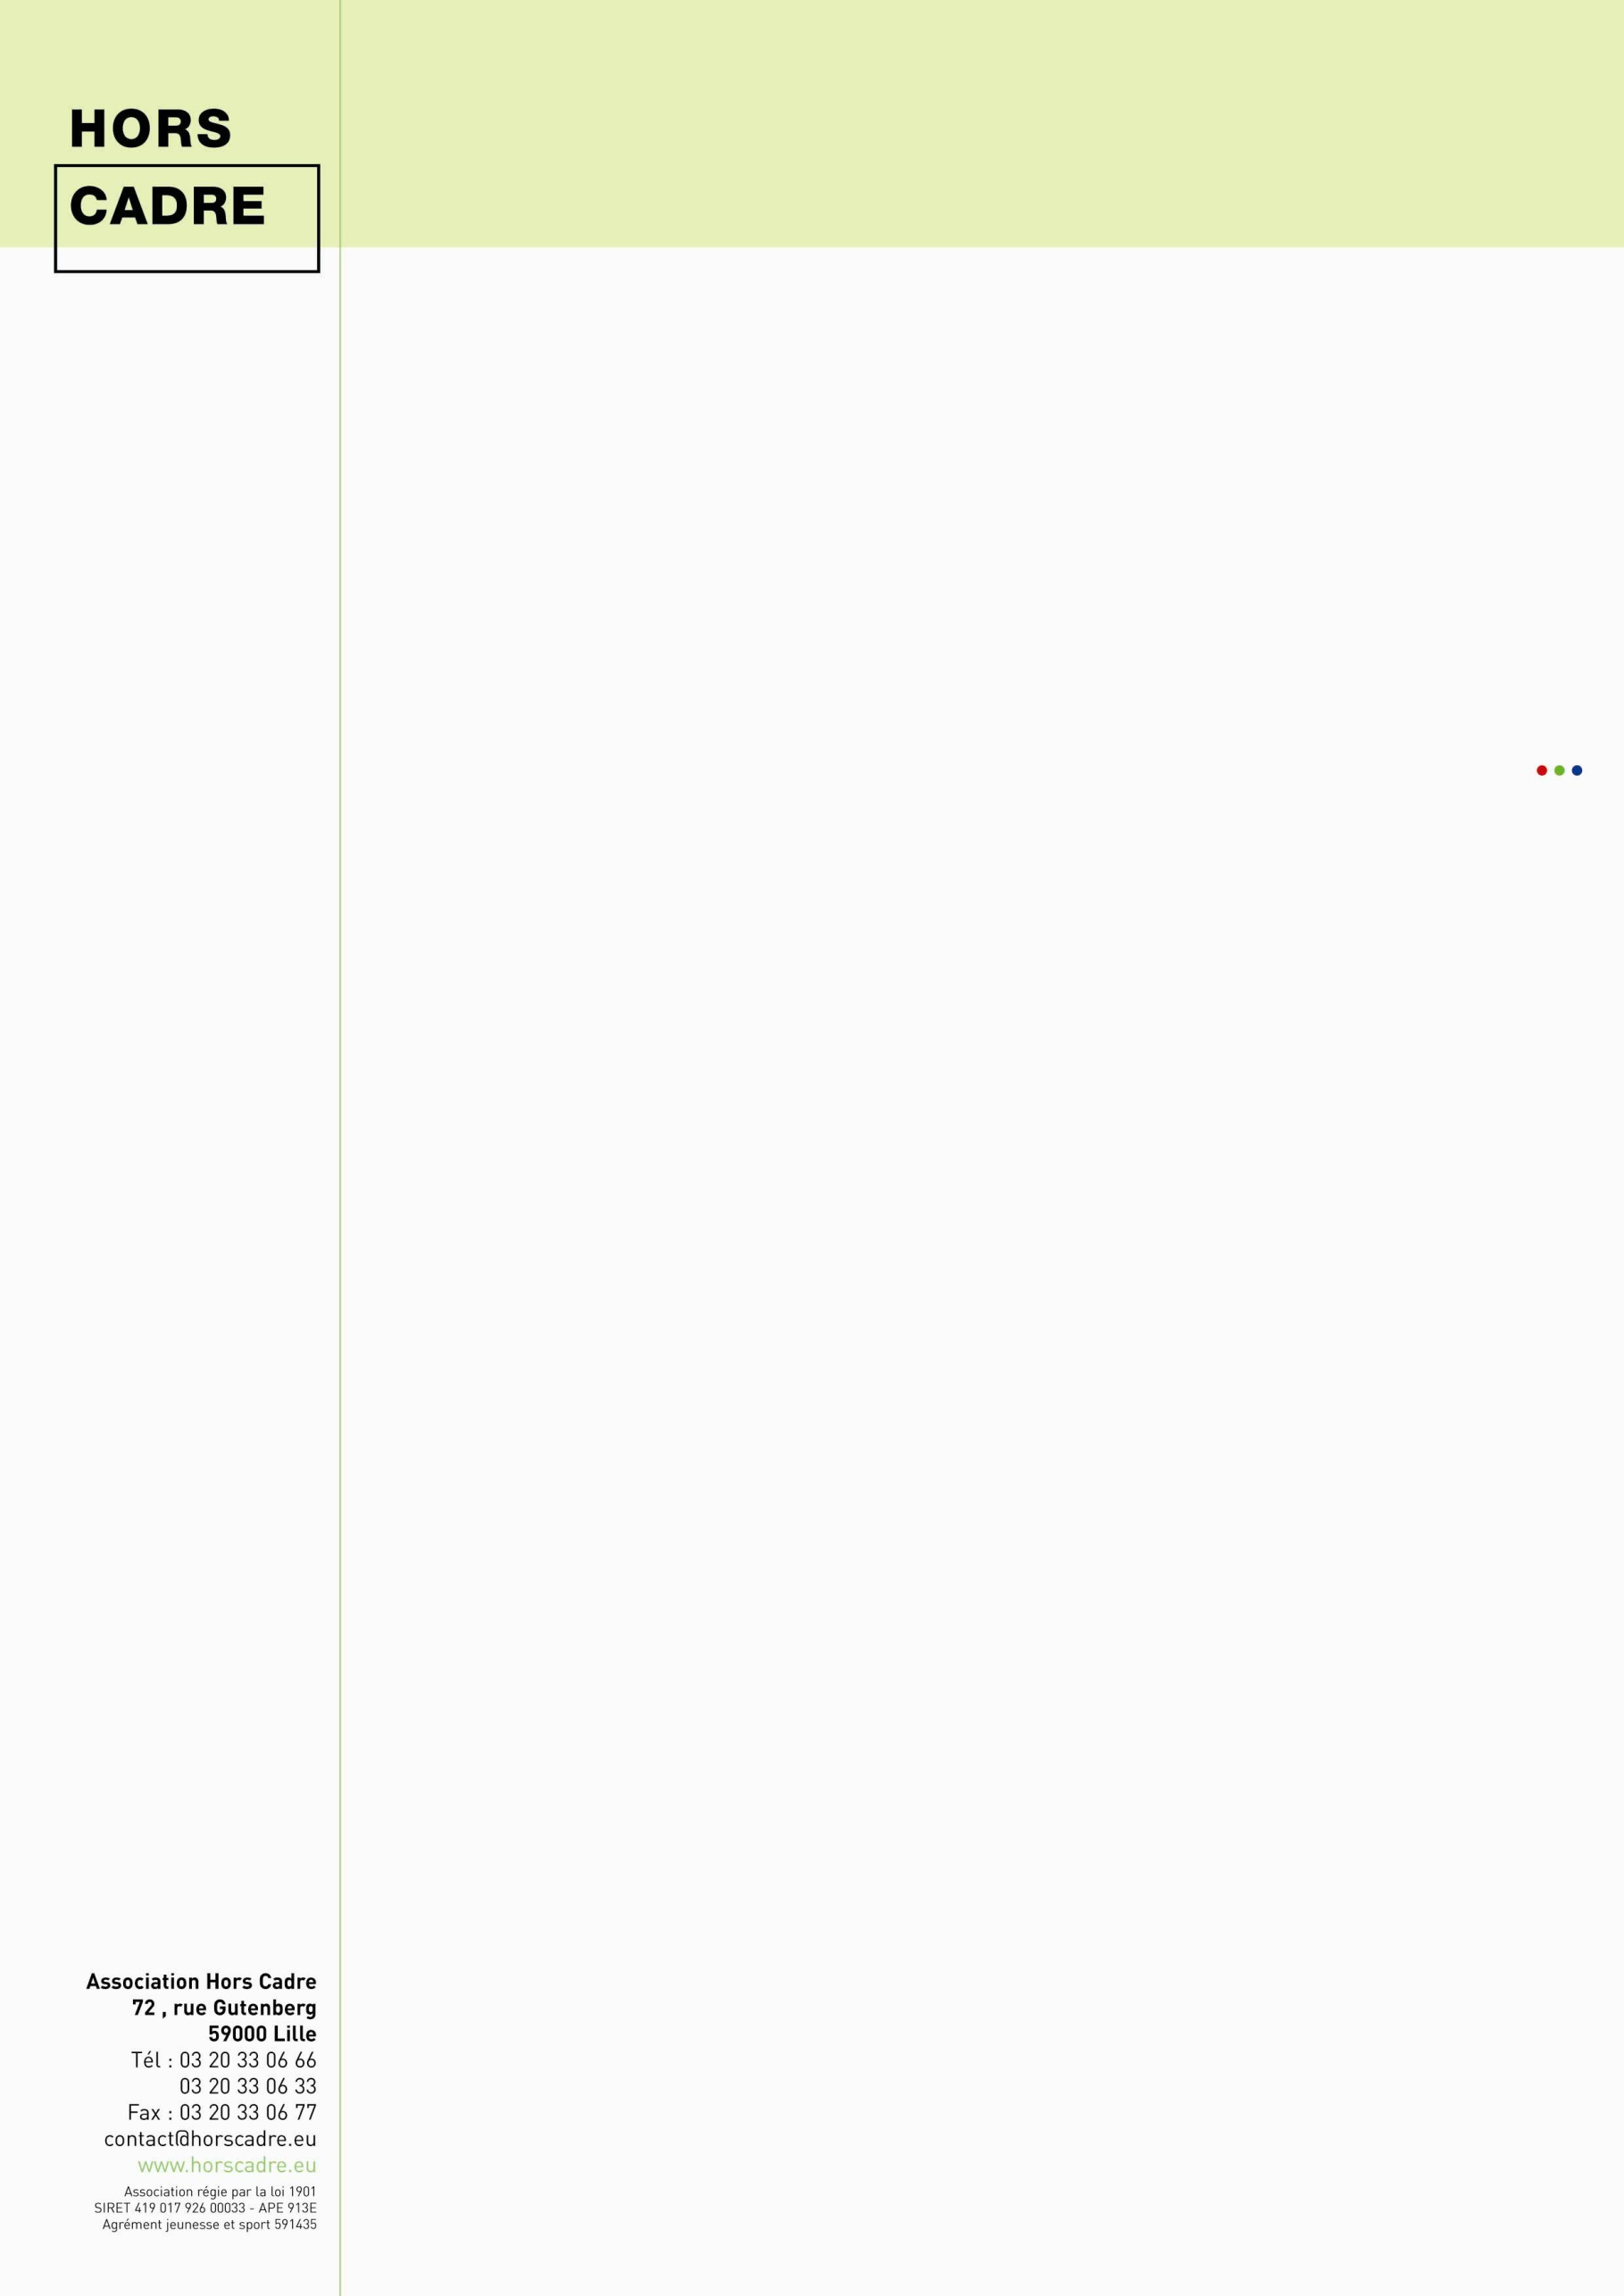 HORS
CADRE
Association Hors Cadre
72 , rue Gutenberg
59000 Lille
Tél : 03 20 33 06 66
03 20 33 06 33
Fax : 03 20 33 06 77
contact@horscadre.eu
www.horscadre.eu
Association régie par la loi 1901
SIRET 419 017 926 00033 - APE 913E
Agrément jeunesse et sport 591435